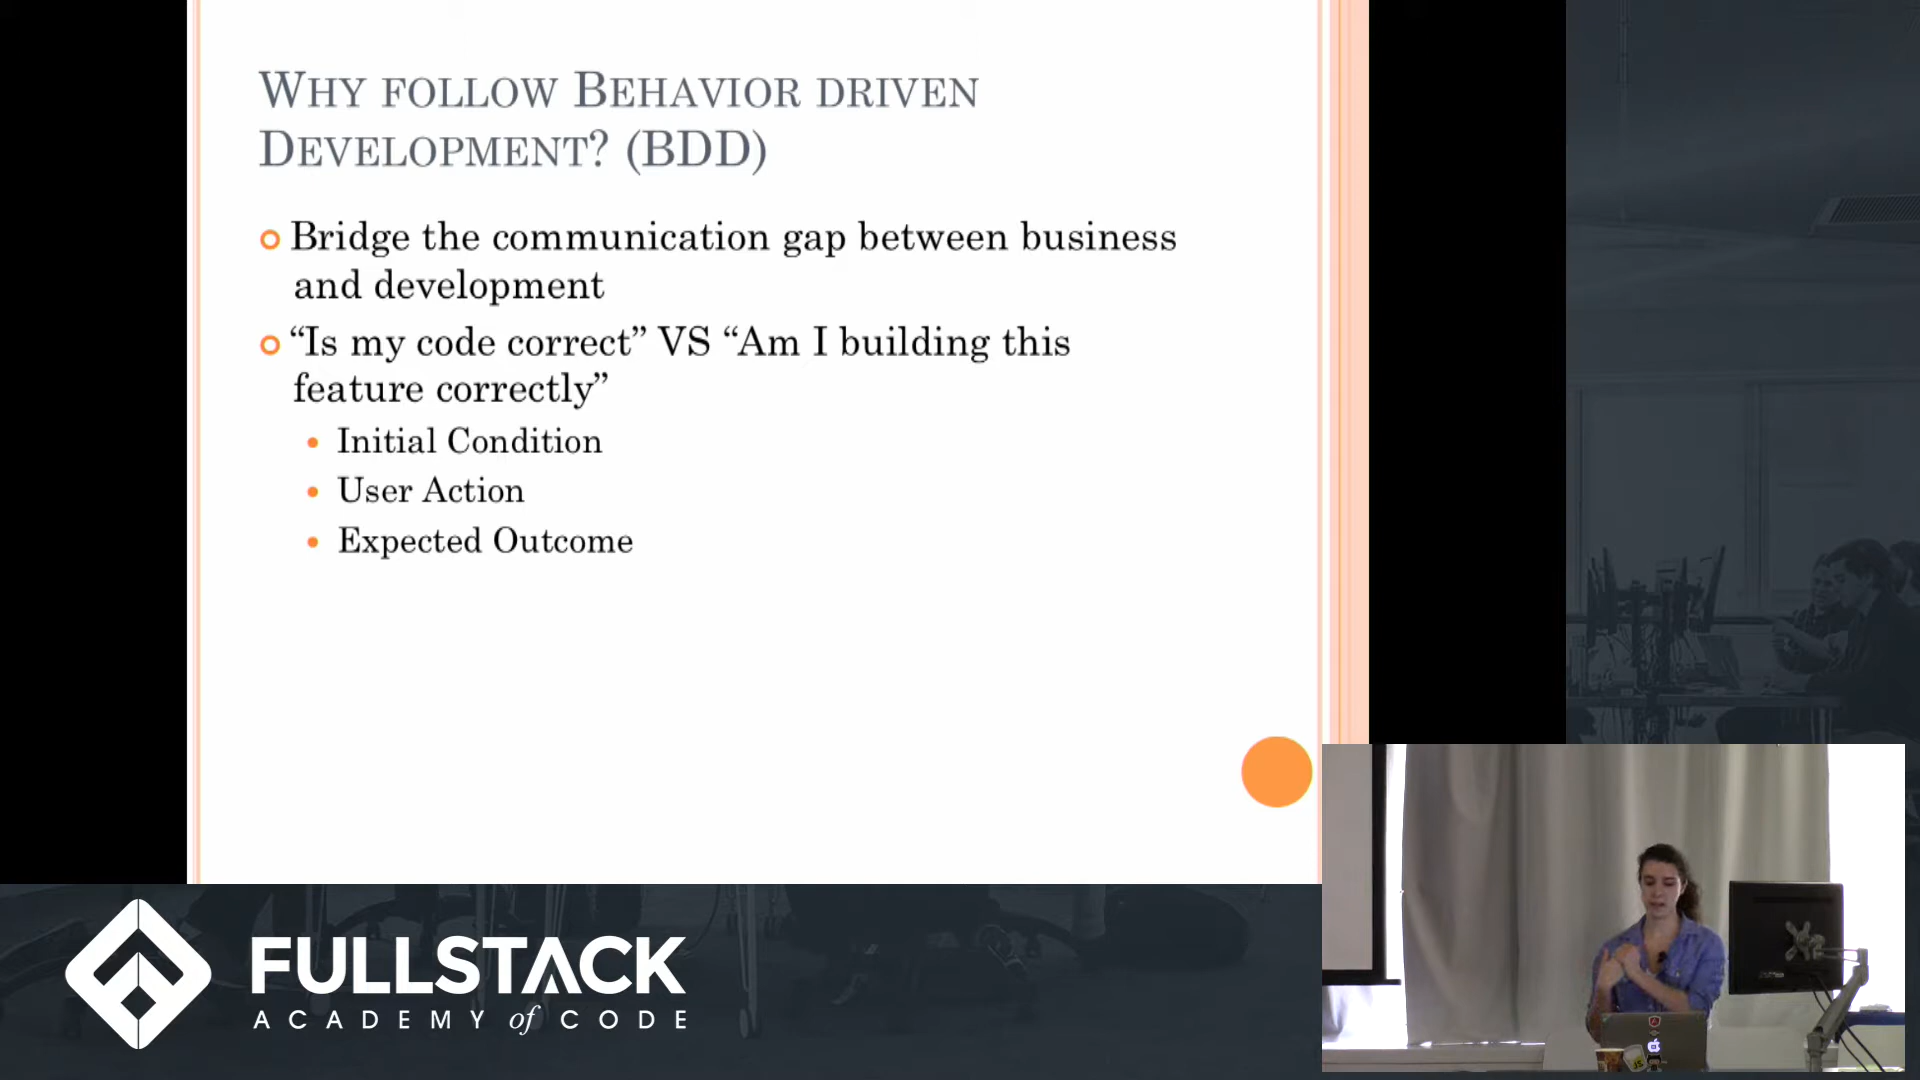 WHY FOLLOW BEHAVIOR DRIVEN
DEVELOPMENT? (BDD)
Bridge the communication gap between business
and development
“Is my code correct” VS “Am I building this
feature correctly”
Initial Condition
User Action
Expected Outcome
FULLSTACK
ACADEMY of CODE